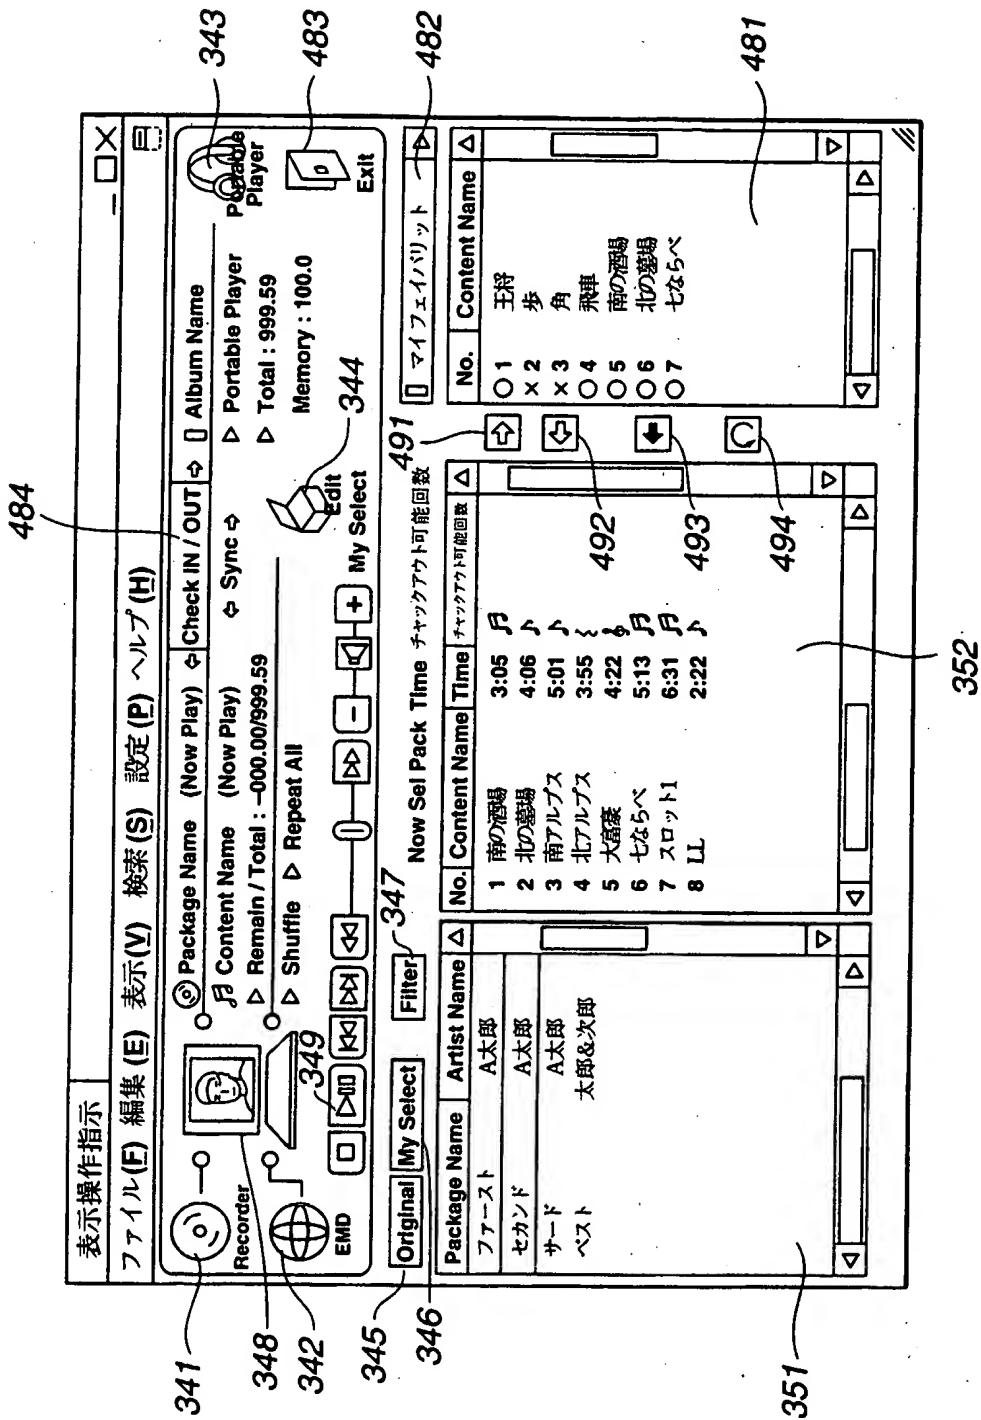 484
表示操作指示
ファイル(F) 編集(E) 表示(V) 検索(S) 設定(P) ヘルプ(H)
341
348
342
345
346
351
347
349
352
491
492
493
494
344
343
483
482
481
Recorder
EMD
Package Name (Now Play)
Content Name (Now Play)
Remain / Total : –000.00/999.59
Shuffle ▷ Repeat All
Check IN / OUT
Sync
Album Name
Portable Player
Total : 999.59
Memory : 100.0
Portable
Player
Exit
Edit
My Select
Original
My Select
Filter
Now Sel Pack Time チャックアウト可能回数
マイフェイバリット
Package Name Artist Name
ファースト A太郎
セカンド A太郎
サード A太郎
ベスト 太郎&次郎
No. Content Name Time チャックアウト可能回数
1 南の酒場 3:05
2 北の墓場 4:06
3 南アルプス 5:01
4 北アルプス 3:55
5 大富豪 4:22
6 七ならべ 5:13
7 スロット1 6:31
8 LL 2:22
No. Content Name
○1 王将
×2 歩
×3 角
○4 飛車
○5 南の酒場
○6 北の墓場
○7 七ならべ